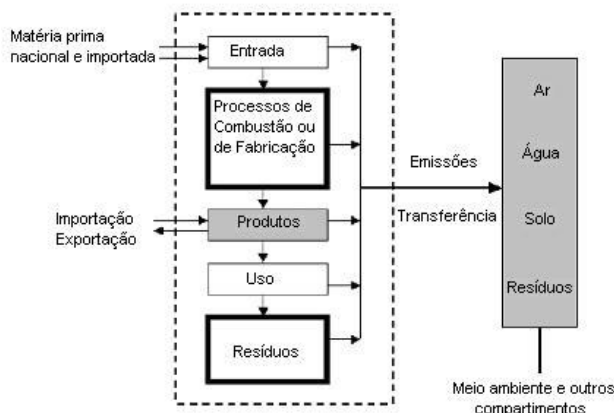 Matéria prima
nacional e importada
Entrada
Processos de
Combustão ou
de Fabricação
Importação
Exportação
Produtos
Uso
Resíduos
Emissões
Transferência
Ar
Água
Solo
Resíduos
Meio ambiente e outros
compartimentos